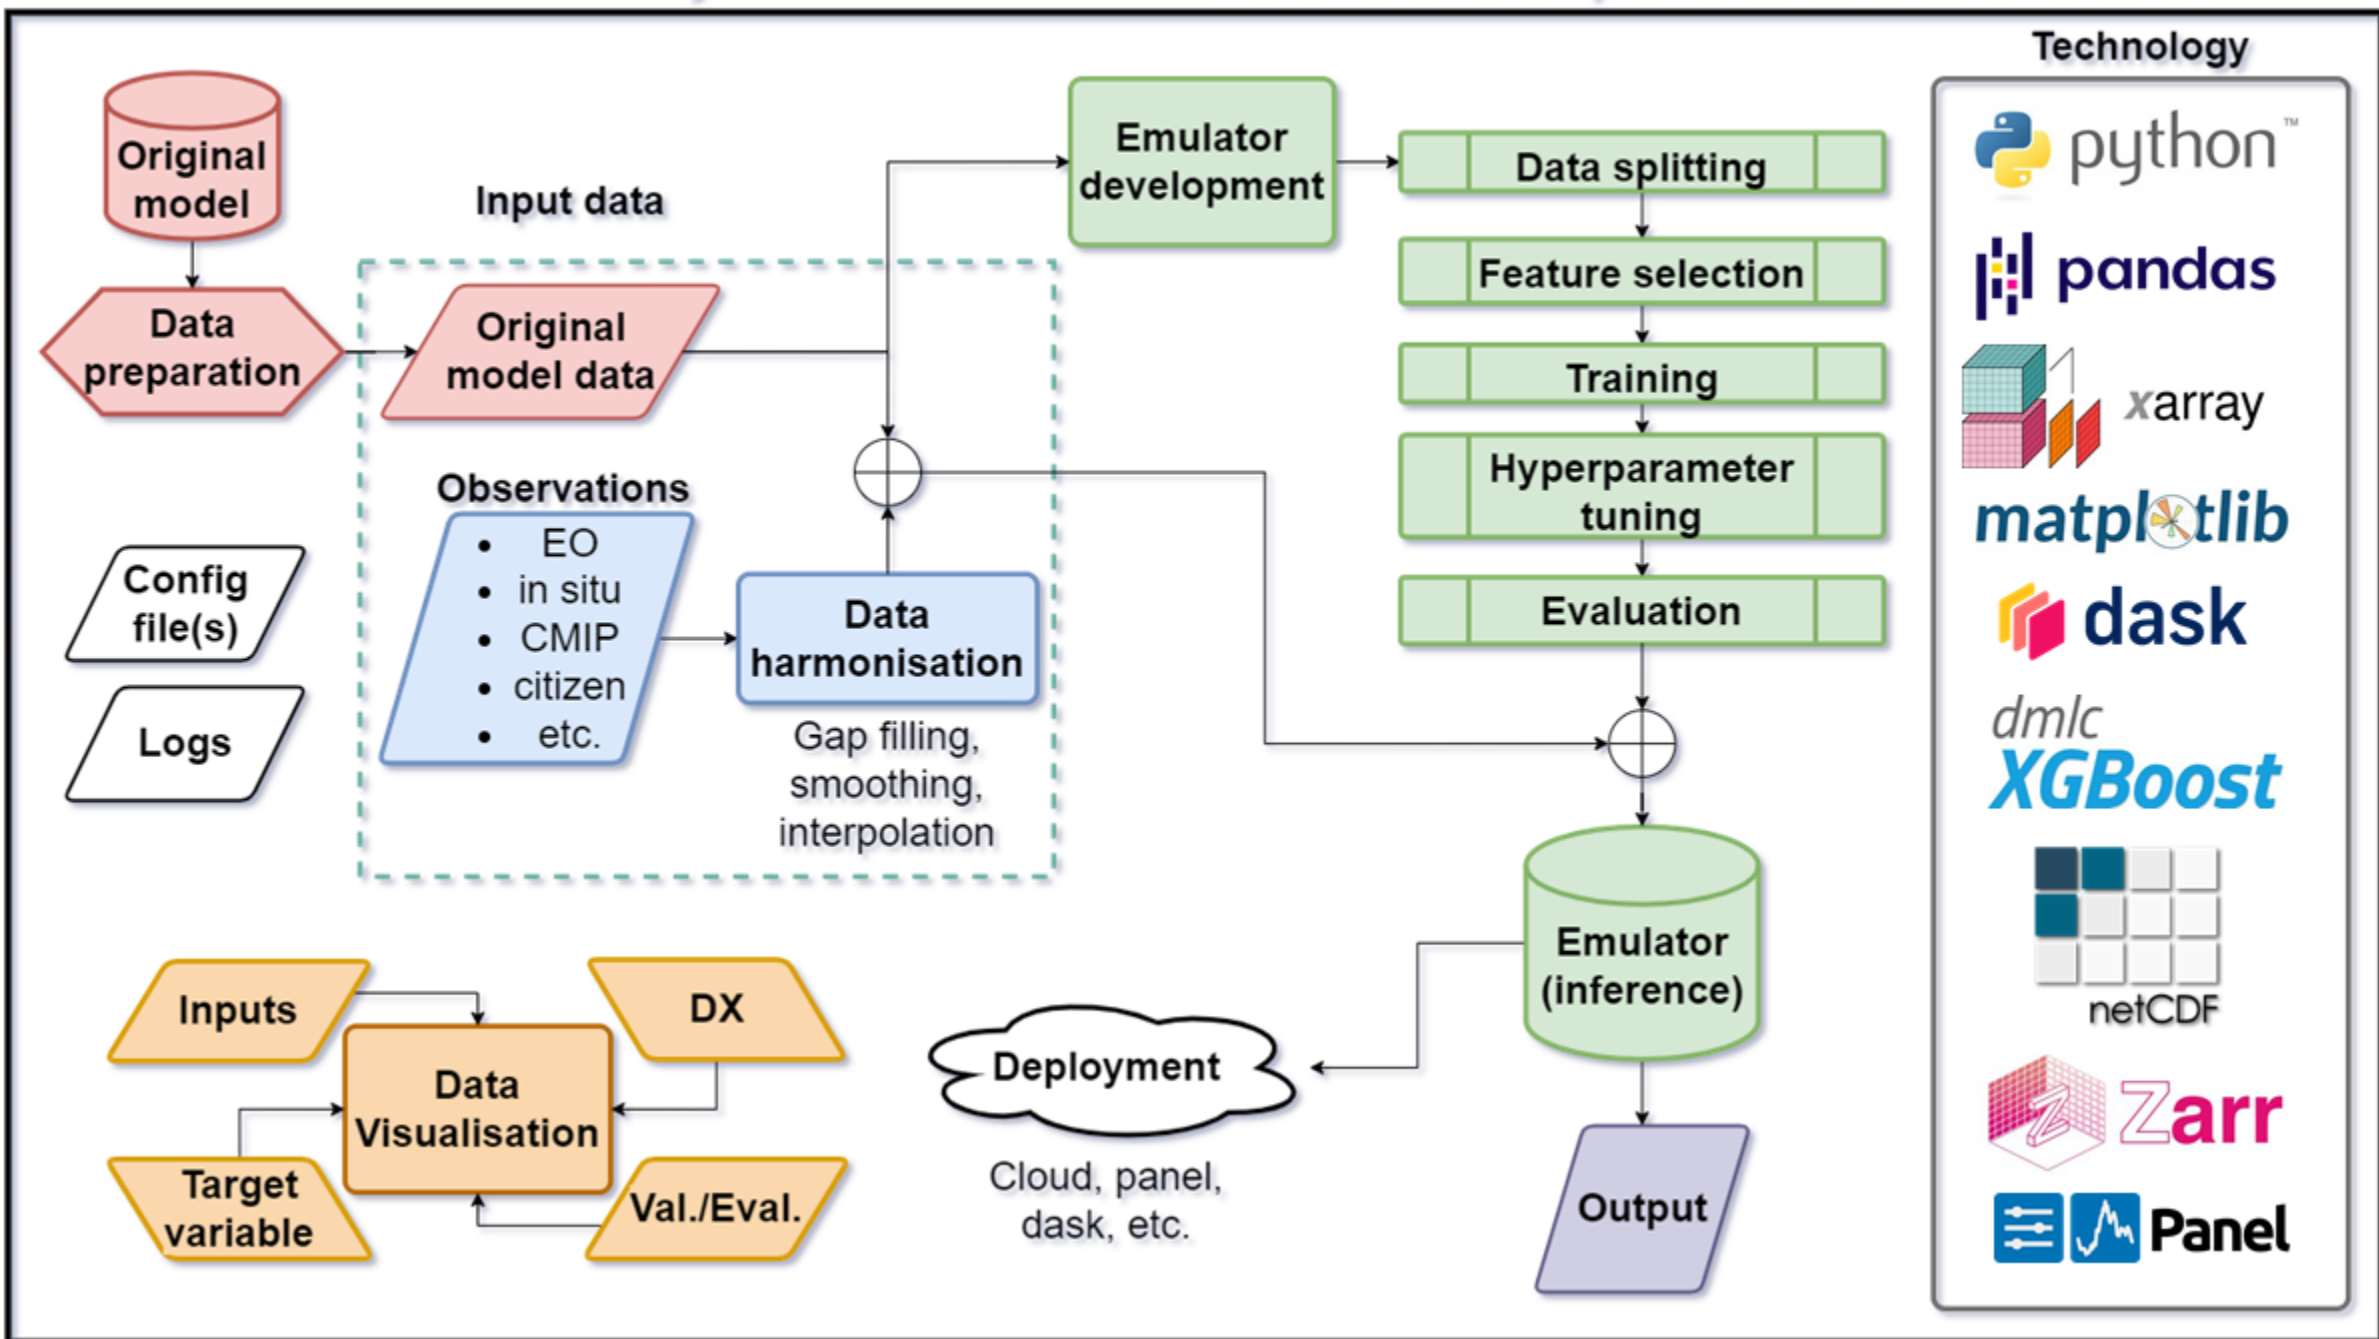 Technology
Original
model
Data
preparation
Input data
Original
model data
Observations
• EO
• in situ
• CMIP
• citizen
• etc.
Data
harmonisation
Gap filling,
smoothing,
interpolation
Config
file(s)
Logs
Emulator
development
Data splitting
Feature selection
Training
Hyperparameter
tuning
Evaluation
Emulator
(inference)
Output
Deployment
Cloud, panel,
dask, etc.
Inputs
DX
Data
Visualisation
Target
variable
Val./Eval.
python™
pandas
xarray
matplotlib
dask
dmlc
XGBoost
netCDF
Zarr
Panel